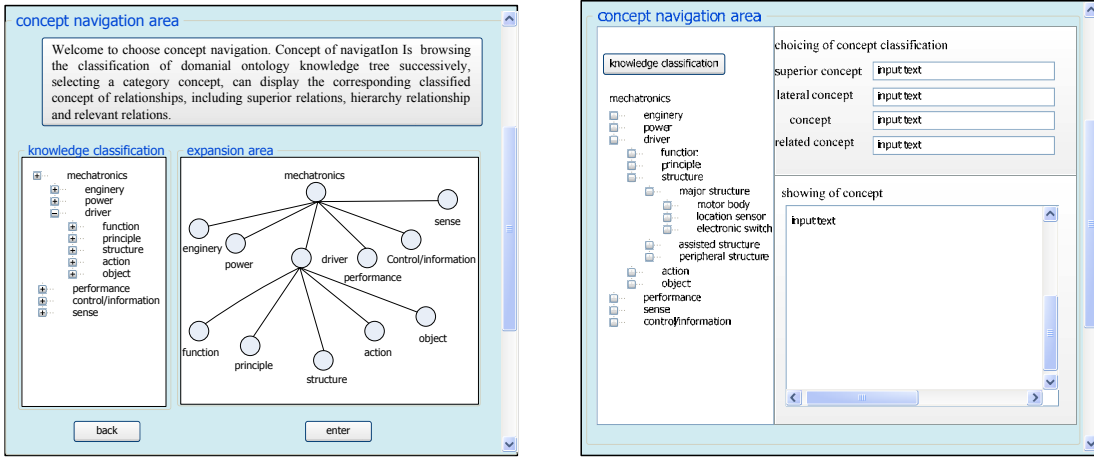 concept navigation area
Welcome to choose concept navigation. Concept of navigatIon Is browsing
the classification of domanial ontology knowledge tree successively,
selecting a category concept, can display the corresponding classified
concept of relationships, including superior relations, hierarchy relationship
and relevant relations.
knowledge classification
mechatronics
enginery
power
driver
function
principle
structure
action
object
performance
control/information
sense
expansion area
mechatronics
sense
enginery
power
driver
performance
Control/information
function
principle
structure
action
object
back
enter
concept navigation area
knowledge classification
mechatronics
enginery
power
driver
function
principle
structure
major structure
motor body
location sensor
electronic switch
assisted structure
peripheral structure
action
object
performance
sense
control/information
choicing of concept classification
superior concept input text
lateral concept input text
concept input text
related concept input text
showing of concept
input text